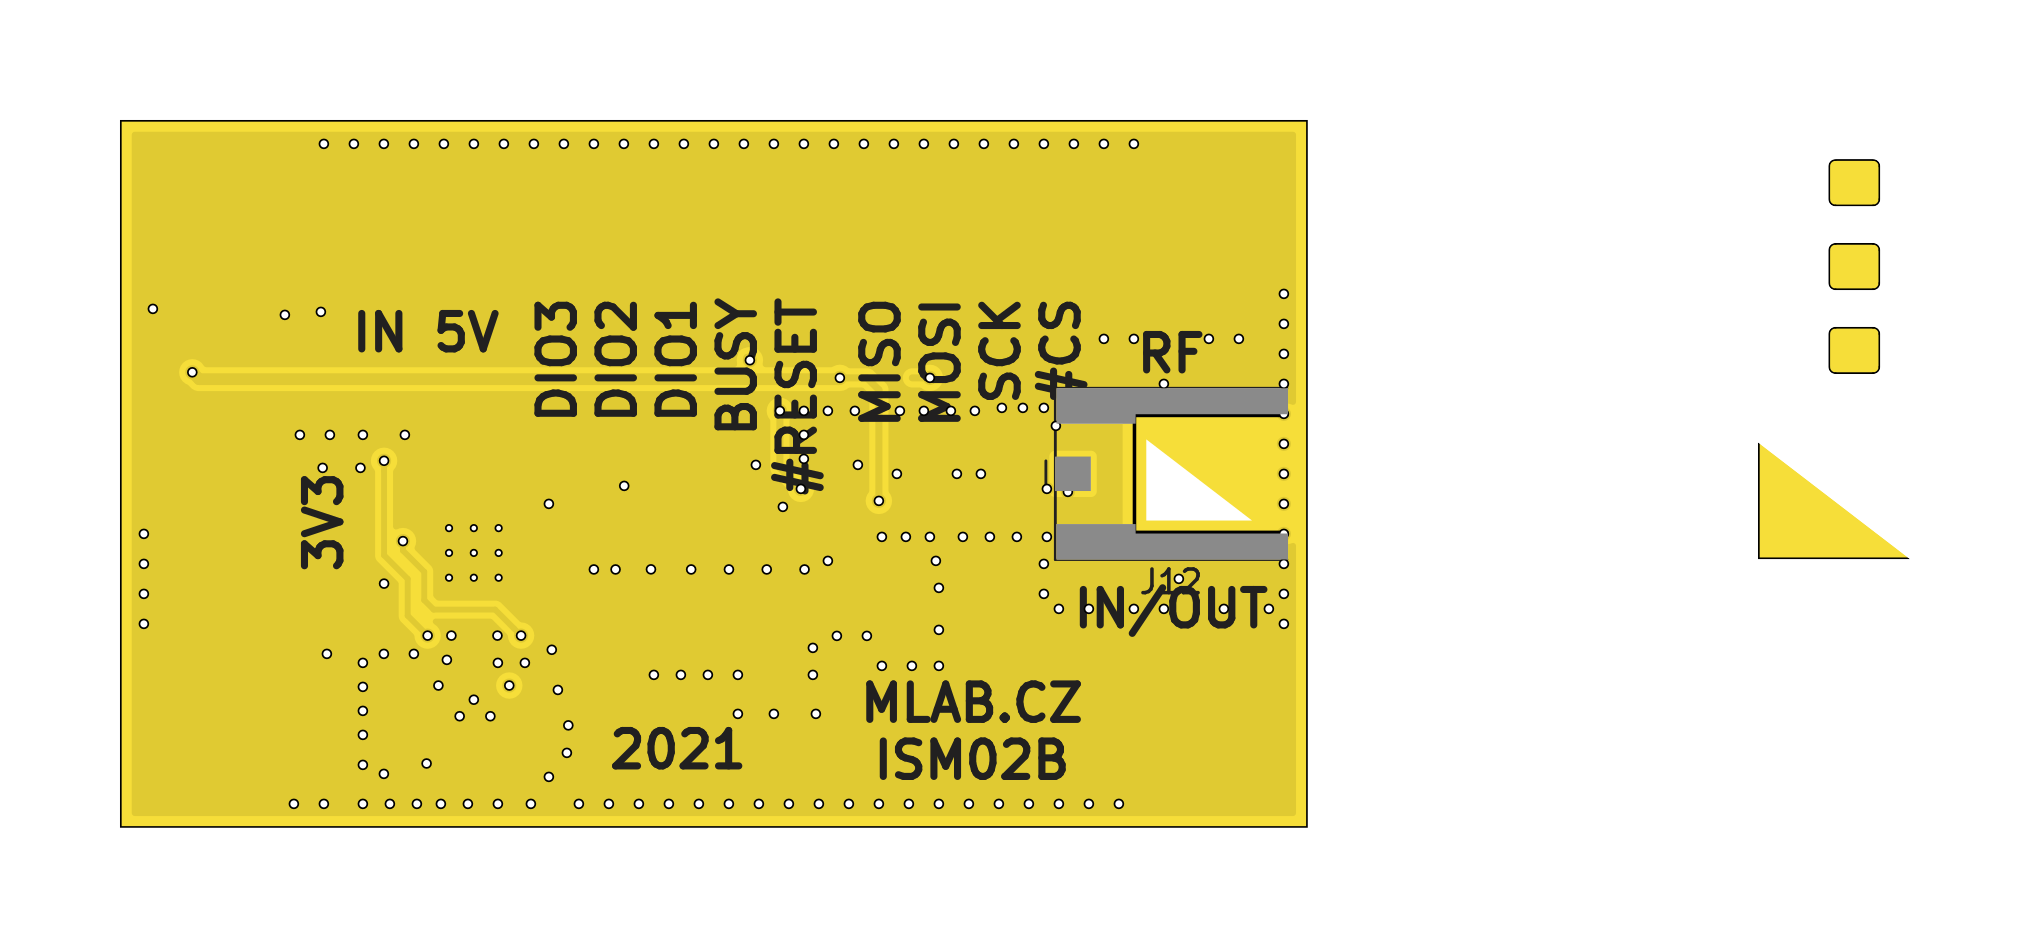 IN 5V
DIO3
DIO2
DIO1
BUSY
#RESET
MISO
MOSI
SCK
#CS
RF
3V3
J12
IN/OUT
MLAB.CZ
2021
ISM02B